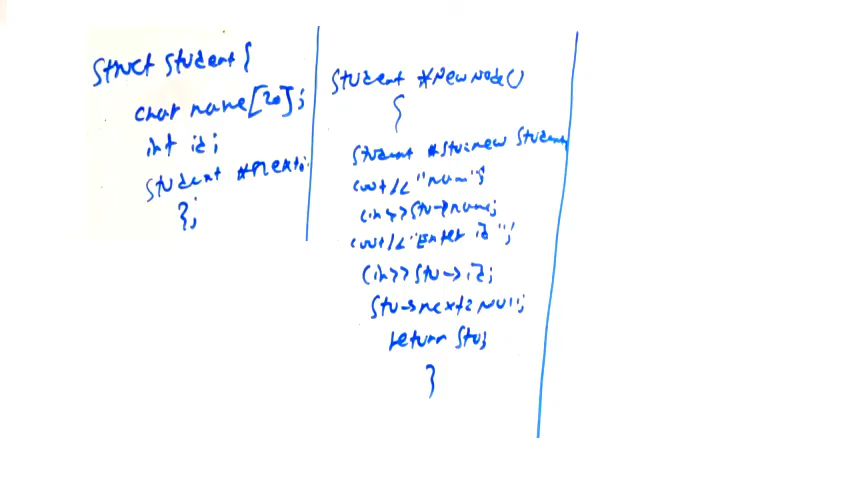 Struct Student{
char name[20];
int id;
Student *next;
};
Student *NewNode()
{
Student *stu=new Student
cout<<"num";
cin>>stu->name;
cout<<"Enter id";
cin>>stu->id;
stu->next=NULL;
return stu;
}